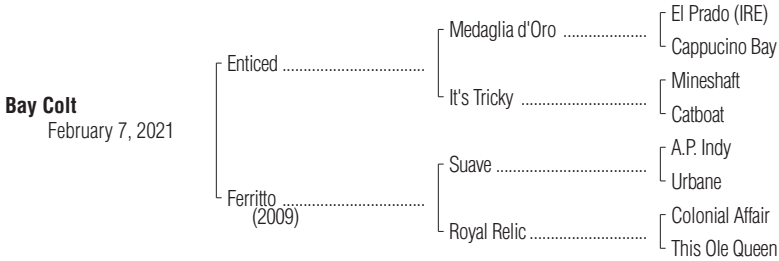 El Prado (IRE)
Medaglia d'Oro ....................
Cappucino Bay
Enticed ..................................
Mineshaft
It's Tricky ..............................
Catboat
Bay Colt
February 7, 2021
A.P. Indy
Suave ....................................
Urbane
Ferritto ..................................
(2009)
Colonial Affair
Royal Relic ............................
This Ole Queen